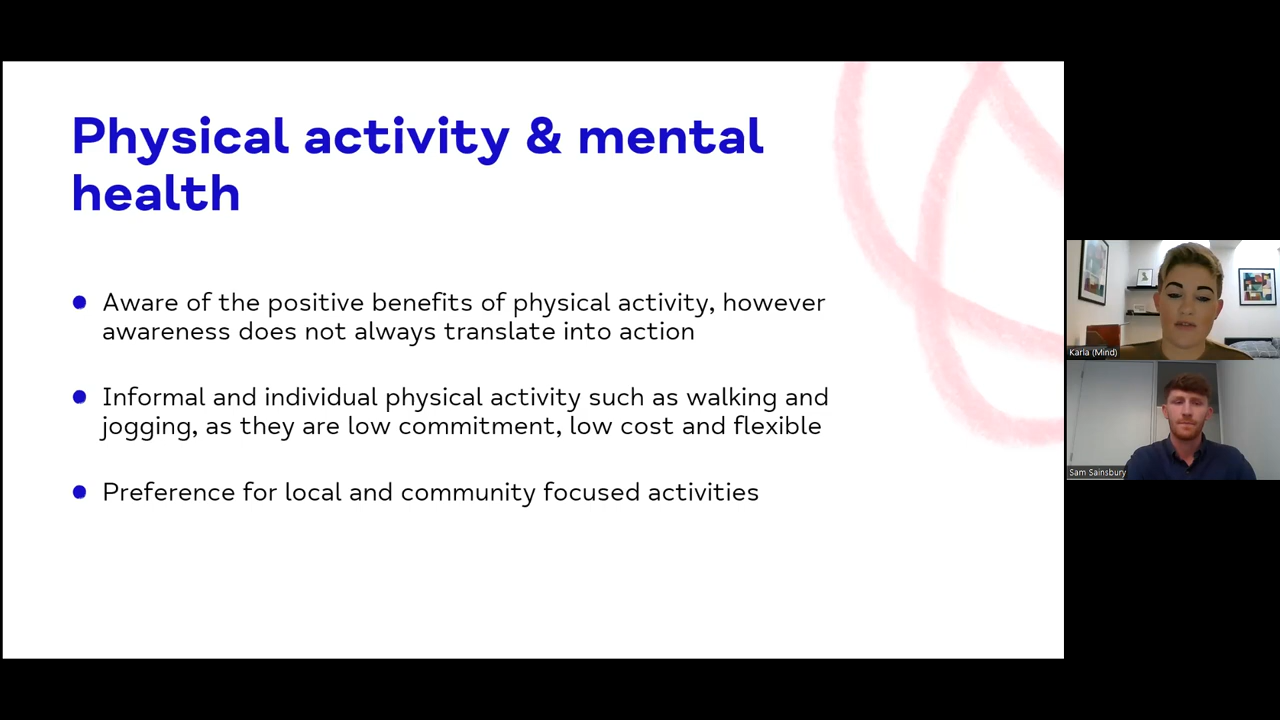 Physical activity & mental
health
Aware of the positive benefits of physical activity, however
awareness does not always translate into action
Informal and individual physical activity such as walking and
jogging, as they are low commitment, low cost and flexible
Preference for local and community focused activities
Karla (Mind)
Sam Sainsbury